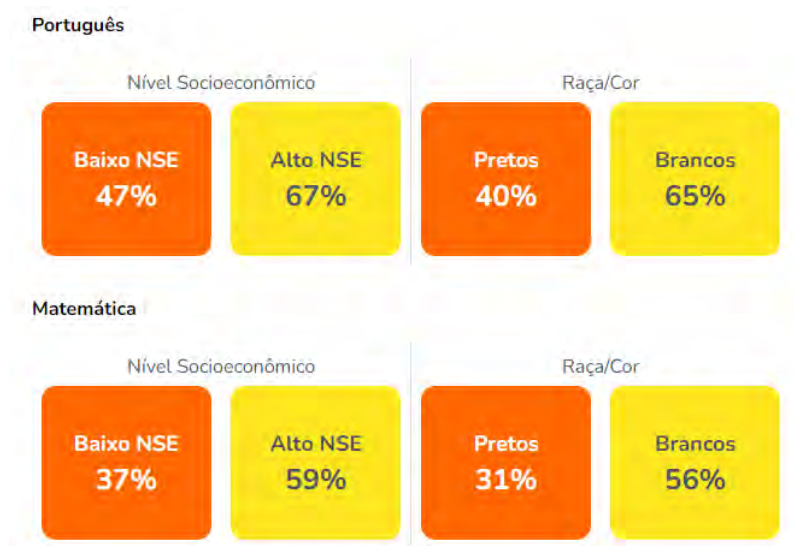 Português
Nível Socioeconômico Raça/Cor
Baixo NSE Alto NSE Pretos Brancos
47% 67% 40% 65%
Matemática
Nível Socioeconômico Raça/Cor
Baixo NSE Alto NSE Pretos Brancos
37% 59% 31% 56%